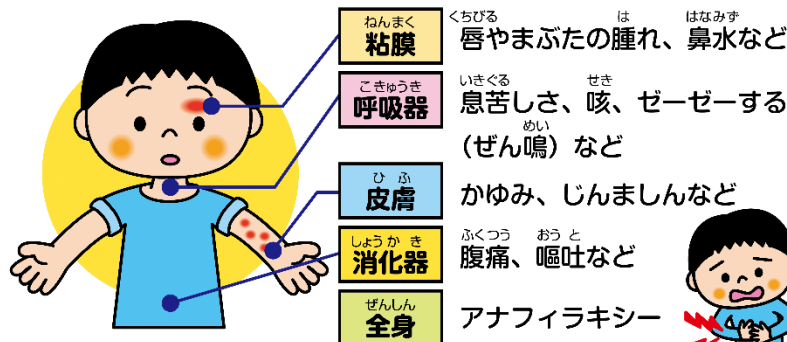 ねんまく
粘膜
くちびる は はなみず
唇やまぶたの腫れ、鼻水など
こきゅうき
呼吸器
いきぐる せき
息苦しさ、咳、ゼーゼーする
めい
（ぜん鳴）など
ひふ
皮膚
かゆみ、じんましんなど
しょうかき
消化器
ふくつう おうと
腹痛、嘔吐など
ぜんしん
全身
アナフィラキシー